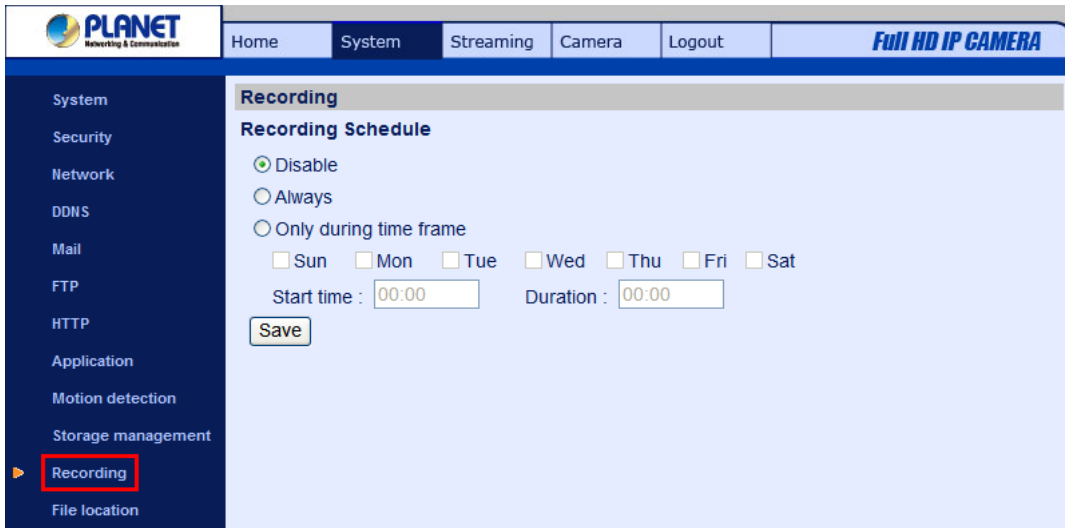 PLANET
Networking & Communication
Home System Streaming Camera Logout Full HD IP CAMERA
System
Security
Network
DDNS
Mail
FTP
HTTP
Application
Motion detection
Storage management
Recording
File location
Recording
Recording Schedule
Disable
Always
Only during time frame
Sun Mon Tue Wed Thu Fri Sat
Start time : 00:00 Duration : 00:00
Save